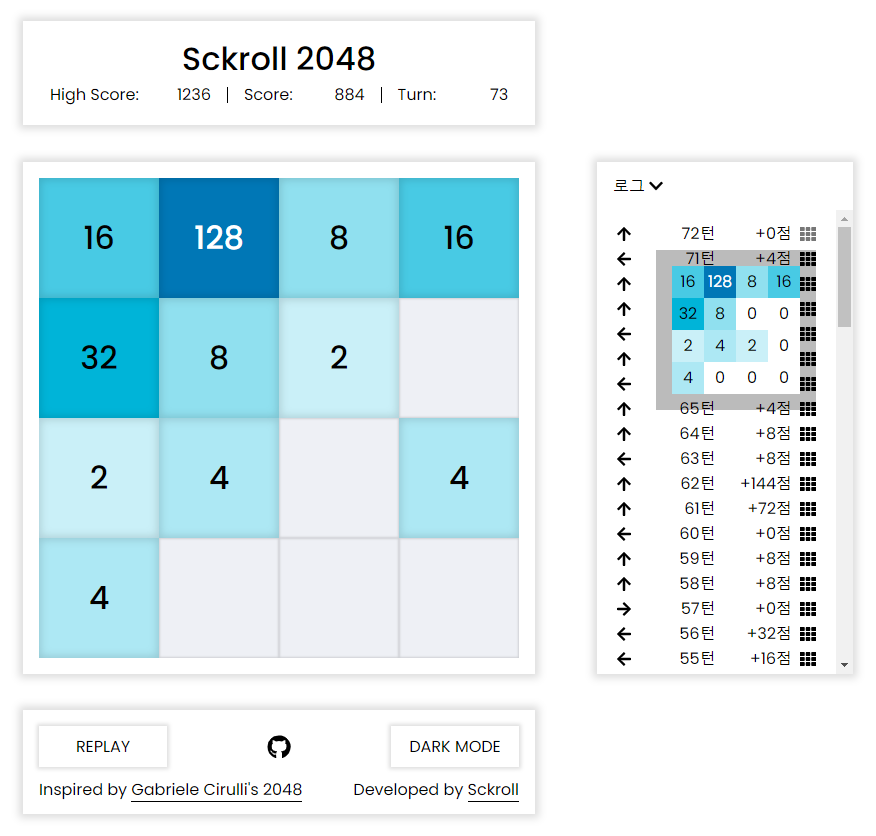 Sckroll 2048
High Score: 1236 | Score: 884 | Turn: 73
16 128 8 16
32 8 2
2 4 4
4
로그
72턴 +0점
71턴 +4점
16 128 8 16
32 8 0 0
2 4 2 0
4 0 0 0
65턴 +4점
64턴 +8점
63턴 +8점
62턴 +144점
61턴 +72점
60턴 +0점
59턴 +8점
58턴 +8점
57턴 +0점
56턴 +32점
55턴 +16점
REPLAY DARK MODE
Inspired by Gabriele Cirulli's 2048 Developed by Sckroll